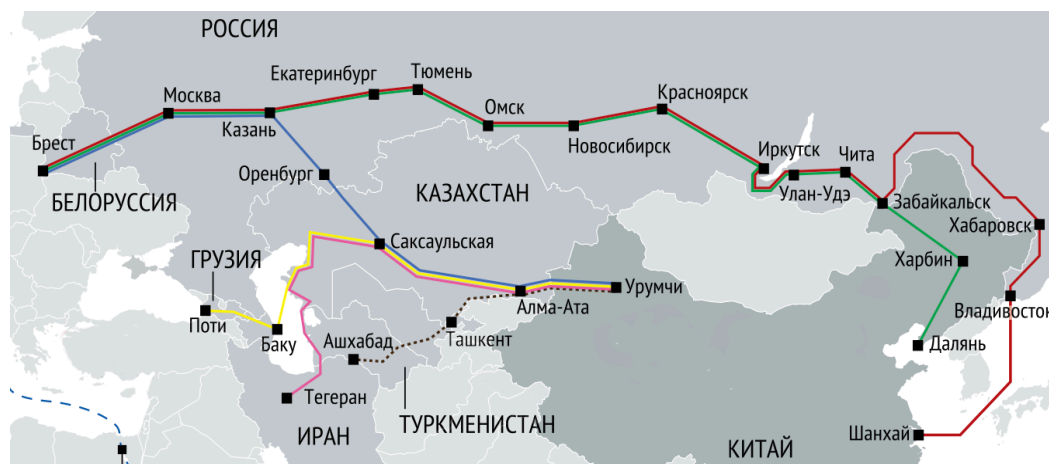 РОССИЯ
Тюмень
Екатеринбург
Москва
Красноярск
Омск
Казань
Новосибирск
Брест
Иркутск
Чита
Оренбург
КАЗАХСТАН
Улан-Удэ
БЕЛОРУССИЯ
Забайкальск
Хабаровск
Саксаульская
ГРУЗИЯ
Харбин
Урумчи
Алма-Ата
Владивосток
Поти
Баку
Ашхабад
Ташкент
Далянь
Тегеран
ТУРКМЕНИСТАН
ИРАН
КИТАЙ
Шанхай